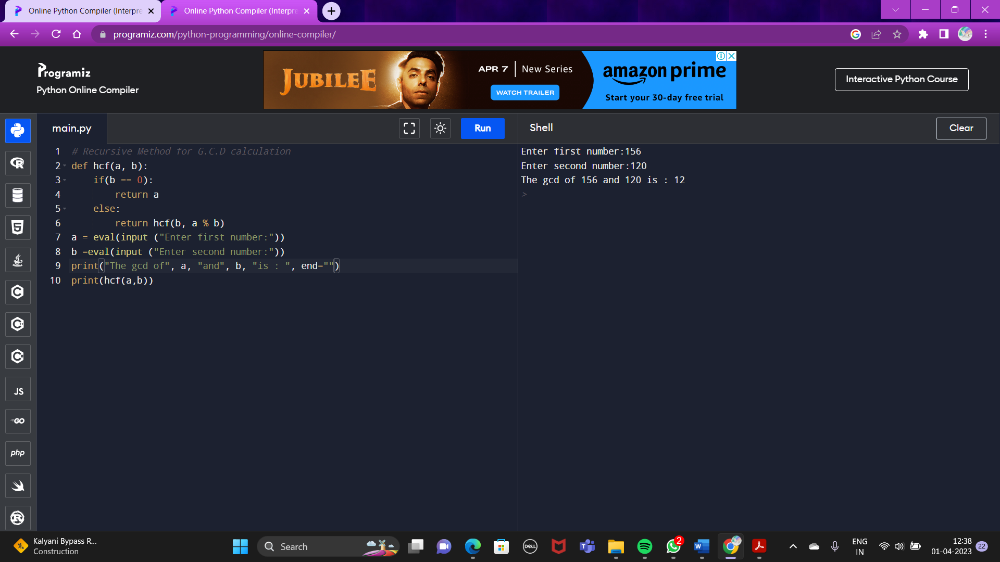 Online Python Compiler (Interpre
Online Python Compiler (Interpre
programiz.com/python-programming/online-compiler/
Programiz
Python Online Compiler
JUBILEE
APR 7 | New Series
WATCH TRAILER
amazon prime
Start your 30-day free trial
Interactive Python Course
main.py
Run
Shell
Clear
1 # Recursive Method for G.C.D calculation
2 def hcf(a, b):
3     if(b == 0):
4         return a
5     else:
6         return hcf(b, a % b)
7 a = eval(input ("Enter first number:"))
8 b =eval(input ("Enter second number:"))
9 print("The gcd of", a, "and", b, "is : ", end="")
10 print(hcf(a,b))
Enter first number:156
Enter second number:120
The gcd of 156 and 120 is : 12
>
R
5
C
C
C
JS
GO
php
R
Kalyani Bypass R...
Construction
Search
DELL
T
2
W
ENG
IN
12:38
01-04-2023
22